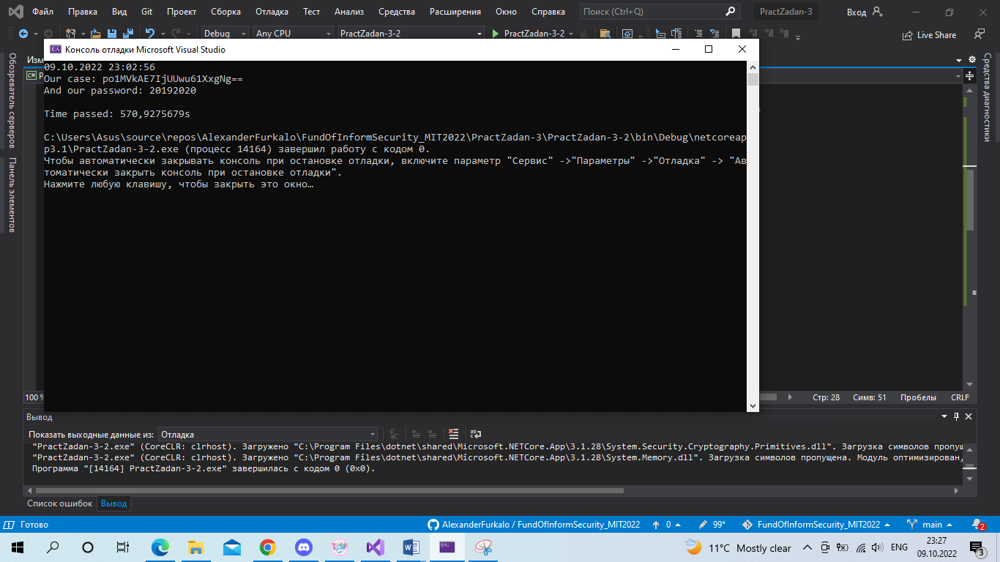 Файл Правка Вид Git Проект Сборка Отладка Тест Анализ Средства Расширения Окно Справка Поиск (Ctrl+Q) PractZadan-3 Вход
Debug Any CPU PractZadan-3-2 PractZadan-3-2 Live Share
Консоль отладки Microsoft Visual Studio
Обозреватель серверов
Панель элементов
Средства диагностики
09.10.2022 23:02:56
Our case: po1MVkAE7IjUUwu61XxgNg==
And our password: 20192020
Time passed: 570,9275679s
C:\Users\Asus\source\repos\AlexanderFurkalo\FundOfInformSecurity_MIT2022\PractZadan-3\PractZadan-3-2\bin\Debug\netcoreap
p3.1\PractZadan-3-2.exe (процесс 14164) завершил работу с кодом 0.
Чтобы автоматически закрывать консоль при остановке отладки, включите параметр "Сервис" ->"Параметры" ->"Отладка" -> "Ав
томатически закрыть консоль при остановке отладки".
Нажмите любую клавишу, чтобы закрыть это окно…
100 % Стр: 28 Симв: 51 Пробелы CRLF
Вывод
Показать выходные данные из: Отладка
"PractZadan-3-2.exe" (CoreCLR: clrhost). Загружено "C:\Program Files\dotnet\shared\Microsoft.NETCore.App\3.1.28\System.Security.Cryptography.Primitives.dll". Загрузка символов
"PractZadan-3-2.exe" (CoreCLR: clrhost). Загружено "C:\Program Files\dotnet\shared\Microsoft.NETCore.App\3.1.28\System.Memory.dll". Загрузка символов пропущена. Модуль оптимизирован,
Программа "[14164] PractZadan-3-2.exe" завершилась с кодом 0 (0x0).
Список ошибок Вывод
Готово AlexanderFurkalo / FundOfInformSecurity_MIT2022 0 99* FundOfInformSecurity_MIT2022 main 2
11°C Mostly clear ENG 23:27
09.10.2022 3